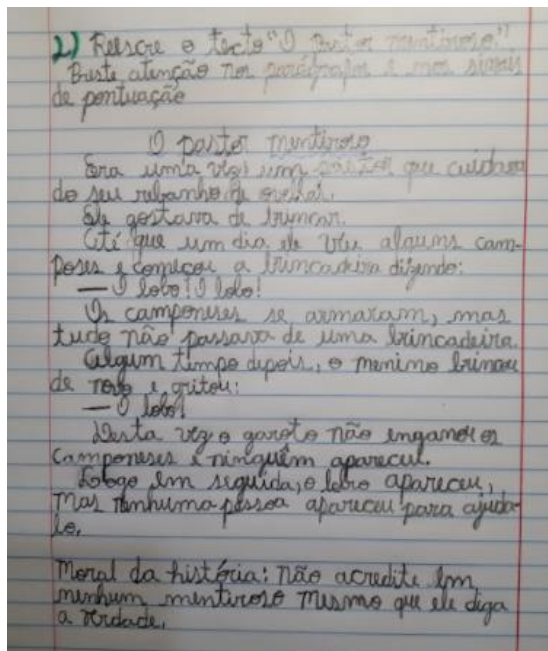 2) Reescre o texto "O Pastor mentiroso"
Preste atenção nos parágrafos e nos sinais
de pontuação
O pastor mentiroso
Era uma vez um pastor que cuidava
do seu rebanho de ovelhas.
Ele gostava de brincar.
Até que um dia ele viu alguns cam-
poses e começou a brincadeira dizendo:
— O lobo! O lobo!
Os camponeses se armaram, mas
tudo não passava de uma brincadeira.
Algum tempo depois, o menino brincou
de novo e gritou:
— O lobo!
Desta vez o garoto não enganou os
camponeses e ninguém apareceu.
Logo em seguida, o lobo apareceu,
mas nenhuma pessoa apareceu para ajuda-
lo.
Moral da história: não acredite em
nenhum mentiroso mesmo que ele diga
a verdade.